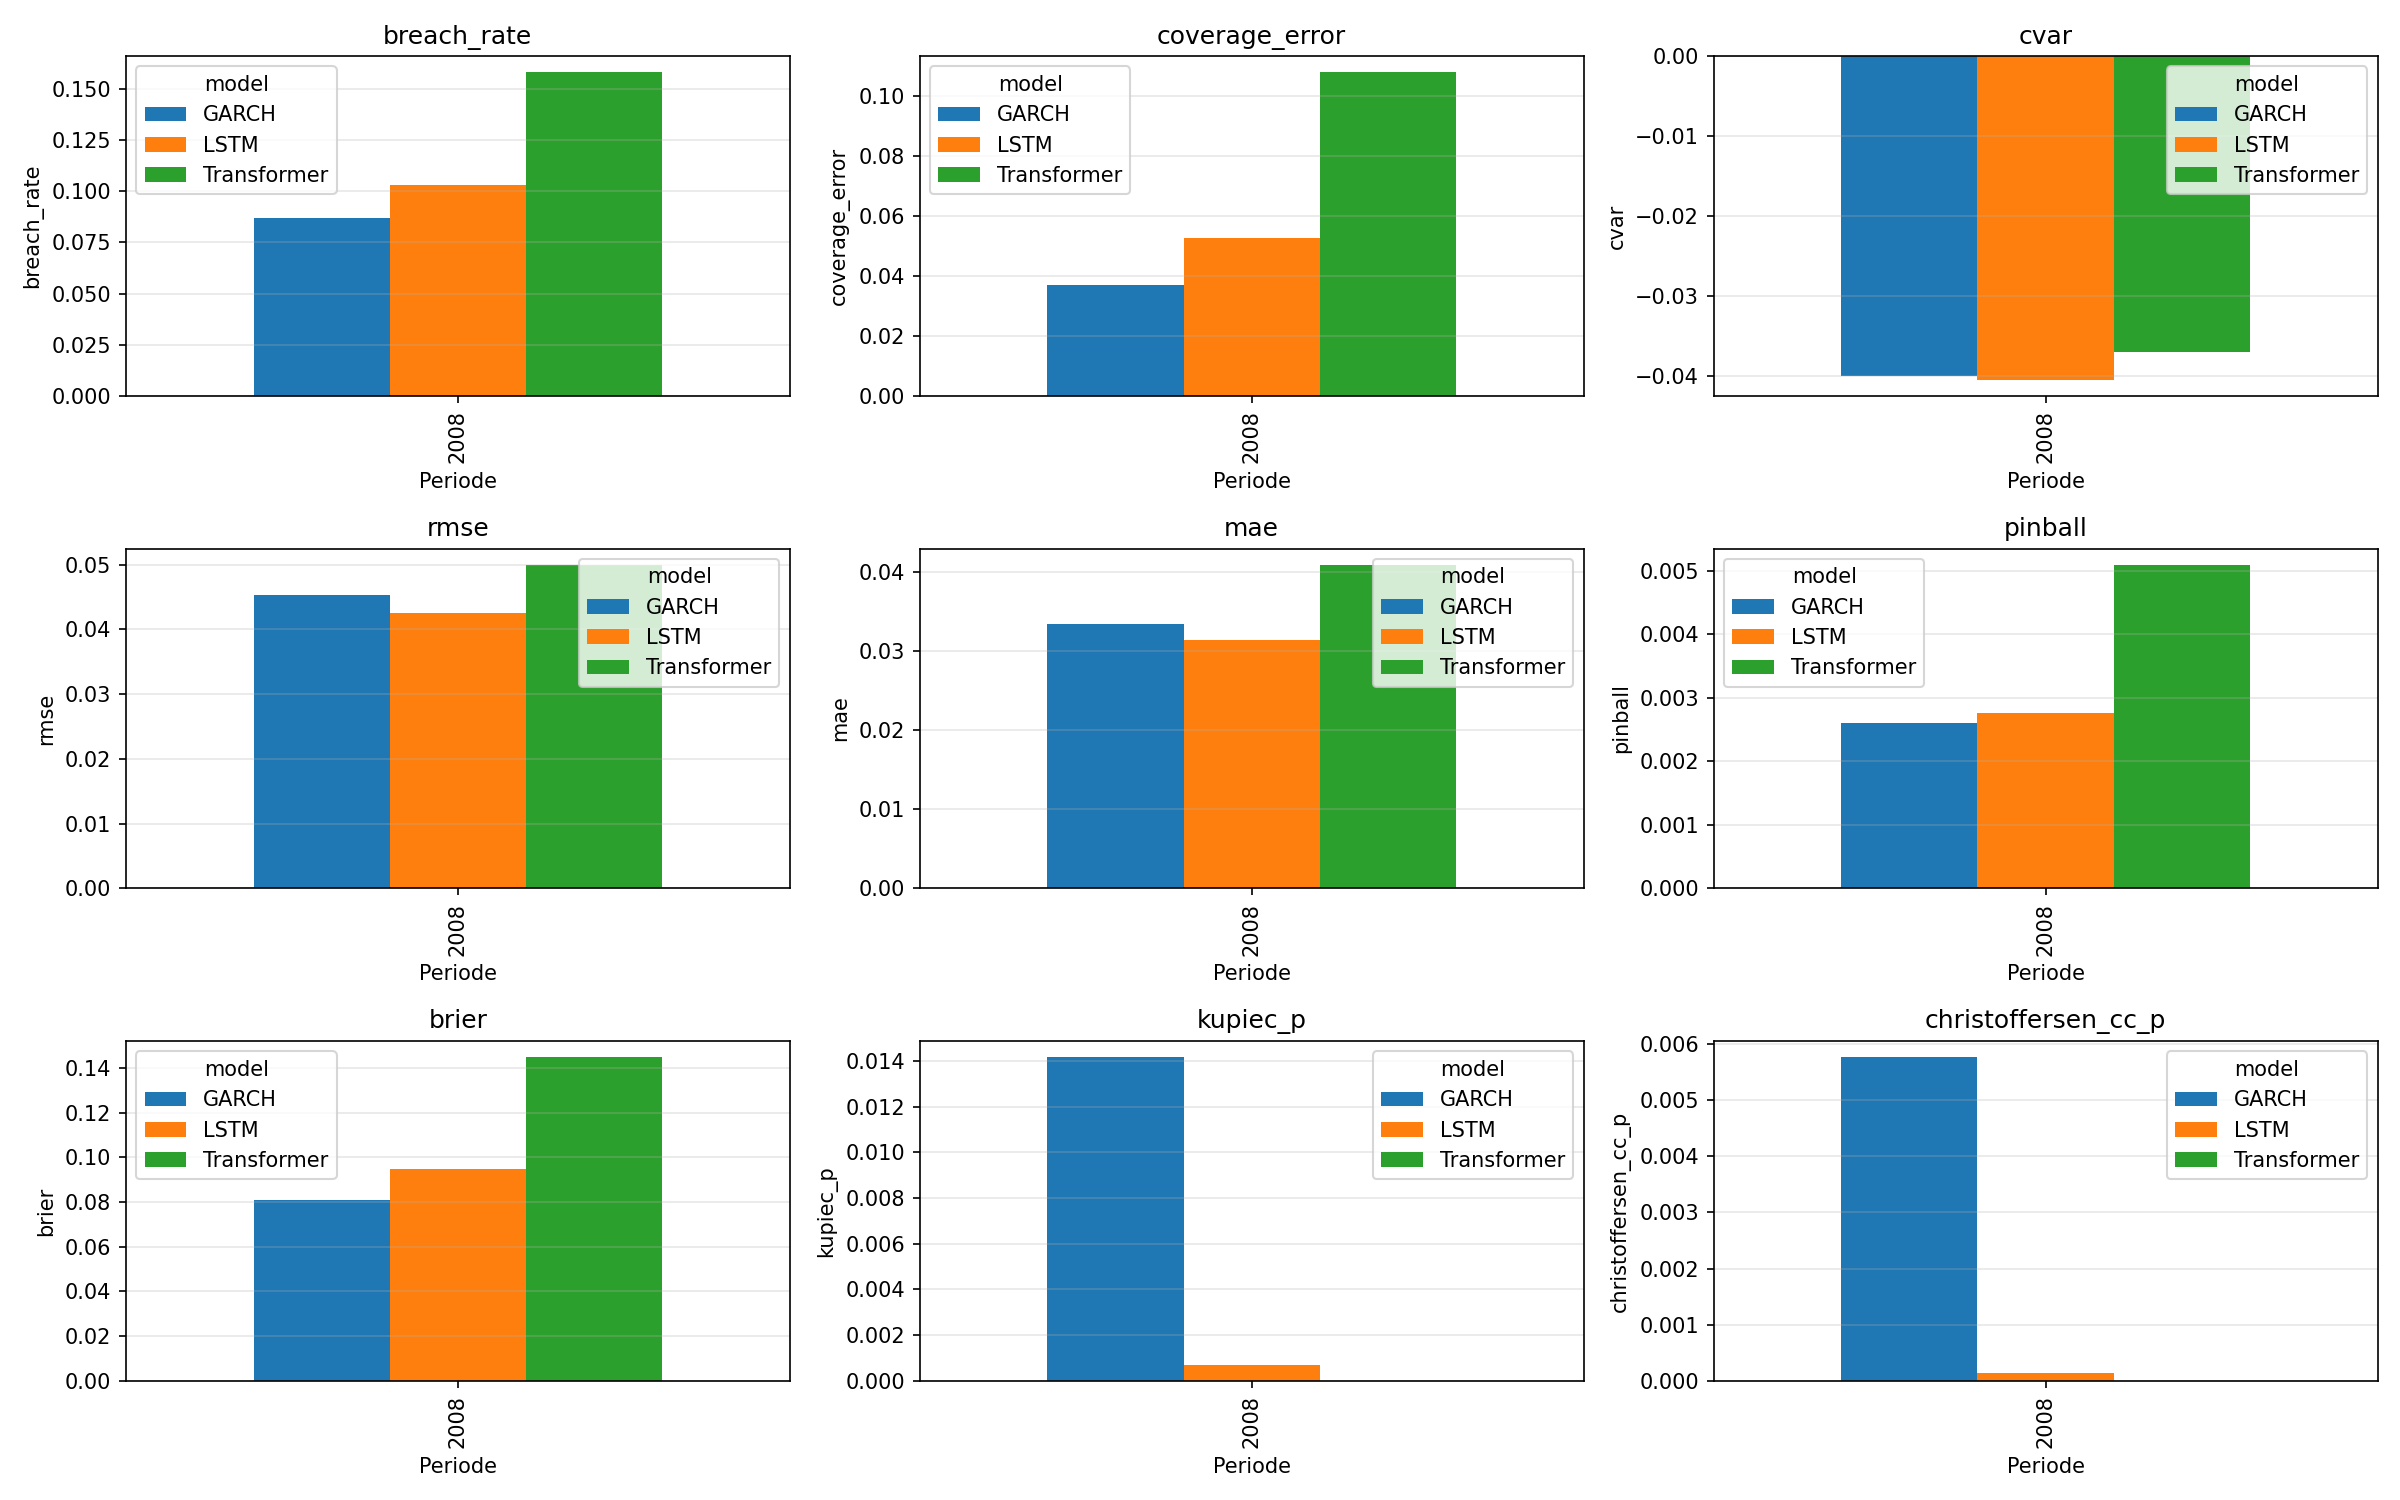 breach_rate
breach_rate
0.150
0.125
0.100
0.075
0.050
0.025
0.000
model
GARCH
LSTM
Transformer
2008
Periode
coverage_error
coverage_error
0.10
0.08
0.06
0.04
0.02
0.00
model
GARCH
LSTM
Transformer
2008
Periode
cvar
cvar
0.00
−0.01
−0.02
−0.03
−0.04
model
GARCH
LSTM
Transformer
2008
Periode
rmse
rmse
0.05
0.04
0.03
0.02
0.01
0.00
model
GARCH
LSTM
Transformer
2008
Periode
mae
mae
0.04
0.03
0.02
0.01
0.00
model
GARCH
LSTM
Transformer
2008
Periode
pinball
pinball
0.005
0.004
0.003
0.002
0.001
0.000
model
GARCH
LSTM
Transformer
2008
Periode
brier
brier
0.14
0.12
0.10
0.08
0.06
0.04
0.02
0.00
model
GARCH
LSTM
Transformer
2008
Periode
kupiec_p
kupiec_p
0.014
0.012
0.010
0.008
0.006
0.004
0.002
0.000
model
GARCH
LSTM
Transformer
2008
Periode
christoffersen_cc_p
christoffersen_cc_p
0.006
0.005
0.004
0.003
0.002
0.001
0.000
model
GARCH
LSTM
Transformer
2008
Periode